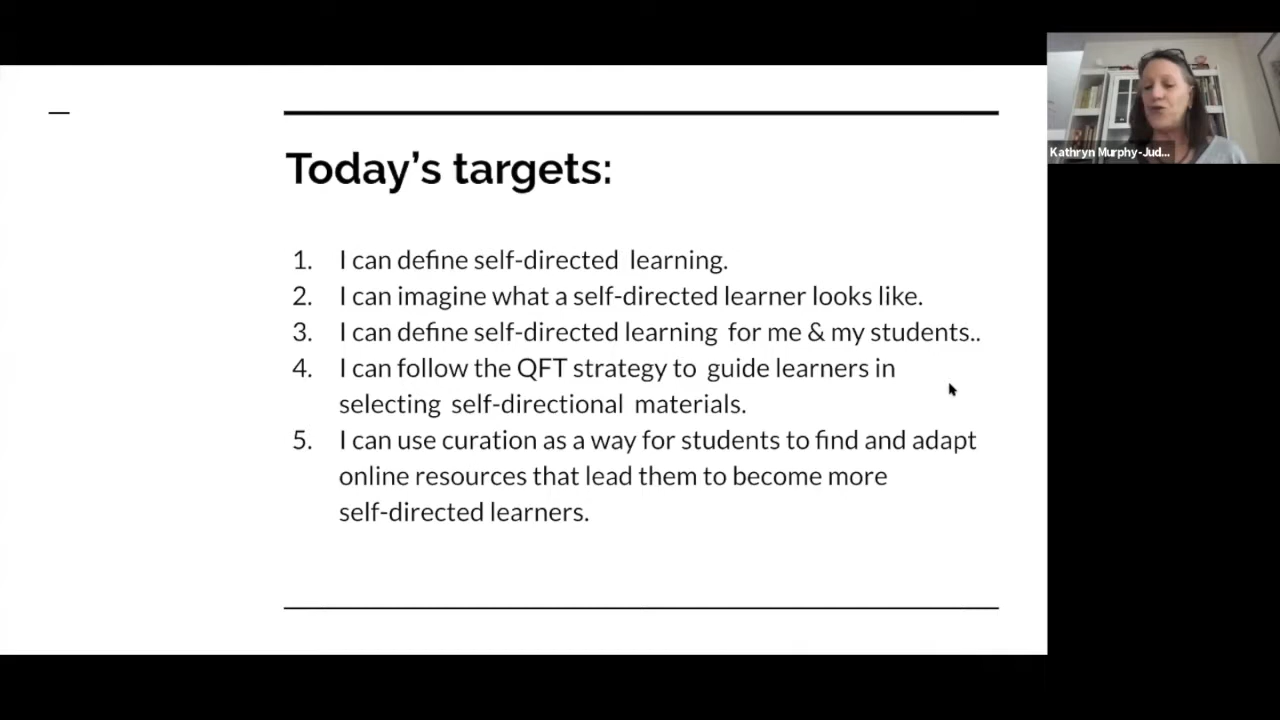 Today's targets:
1. I can define self-directed learning.
2. I can imagine what a self-directed learner looks like.
3. I can define self-directed learning for me & my students..
4. I can follow the QFT strategy to guide learners in
selecting self-directional materials.
5. I can use curation as a way for students to find and adapt
online resources that lead them to become more
self-directed learners.
Kathryn Murphy-Jud...